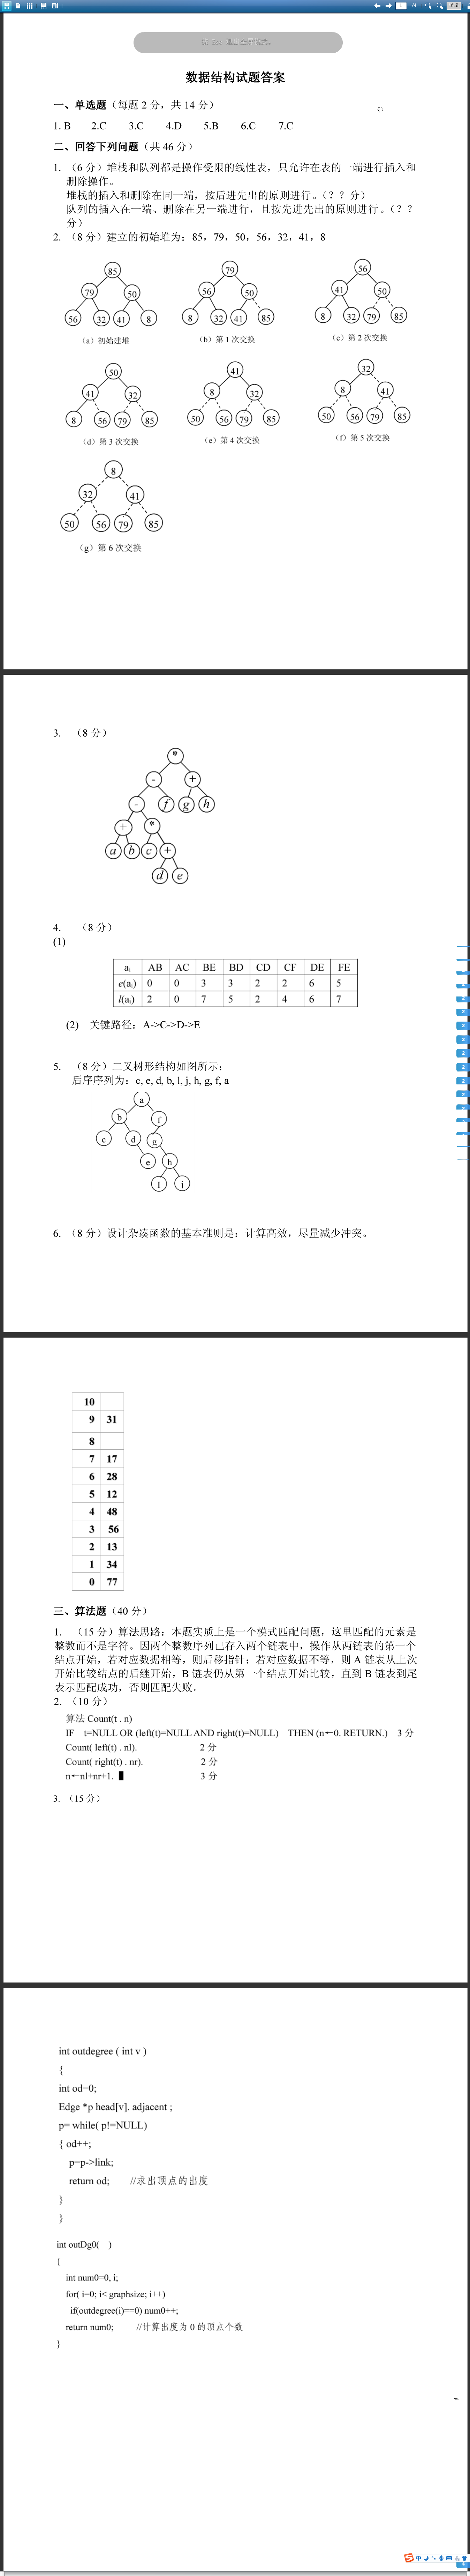 1
/4
101%
数据结构试题答案
一、单选题（每题 2 分，共 14 分）
1. B 2.C 3.C 4.D 5.B 6.C 7.C
二、回答下列问题（共 46 分）
1. （6 分）堆栈和队列都是操作受限的线性表，只允许在表的一端进行插入和
删除操作。
堆栈的插入和删除在同一端，按后进先出的原则进行。（？？分）
队列的插入在一端、删除在另一端进行，且按先进先出的原则进行。（？？
分）
2. （8 分）建立的初始堆为：85，79，50，56，32，41，8
85
79 50
56 32 41 8
（a）初始建堆
79
56 50
8 32 41 85
（b）第 1 次交换
56
41 50
8 32 79 85
（c）第 2 次交换
50
41 32
8 56 79 85
（d）第 3 次交换
41
8 32
50 56 79 85
（e）第 4 次交换
32
8 41
50 56 79 85
（f）第 5 次交换
8
32 41
50 56 79 85
（g）第 6 次交换
3. （8 分）
*
- +
- f g h
+ *
a b c +
d e
4. （8 分）
(1)
aᵢ AB AC BE BD CD CF DE FE
e(aᵢ) 0 0 3 3 2 2 6 5
l(aᵢ) 2 0 7 5 2 4 6 7
(2) 关键路径：A->C->D->E
5. （8 分）二叉树形结构如图所示：
后序序列为：c, e, d, b, l, j, h, g, f, a
a
b f
c d g
e h
I i
6. （8 分）设计杂凑函数的基本准则是：计算高效，尽量减少冲突。
10
9 31
8
7 17
6 28
5 12
4 48
3 56
2 13
1 34
0 77
三、算法题（40 分）
1. （15 分）算法思路：本题实质上是一个模式匹配问题，这里匹配的元素是
整数而不是字符。因两个整数序列已存入两个链表中，操作从两链表的第一个
结点开始，若对应数据相等，则后移指针；若对应数据不等，则 A 链表从上次
开始比较结点的后继开始，B 链表仍从第一个结点开始比较，直到 B 链表到尾
表示匹配成功，否则匹配失败。
2. （10 分）
算法 Count(t . n)
IF t=NULL OR (left(t)=NULL AND right(t)=NULL) THEN (n←0. RETURN.) 3 分
Count( left(t) . nl). 2 分
Count( right(t) . nr). 2 分
n←nl+nr+1. ▌ 3 分
3. （15 分）
int outdegree ( int v )
{
int od=0;
Edge *p head[v]. adjacent ;
p= while( p!=NULL)
{ od++;
p=p->link;
return od; //求出顶点的出度
}
}
int outDg0( )
{
int num0=0, i;
for( i=0; i< graphsize; i++)
if(outdegree(i)==0) num0++;
return num0; //计算出度为 0 的顶点个数
}
中